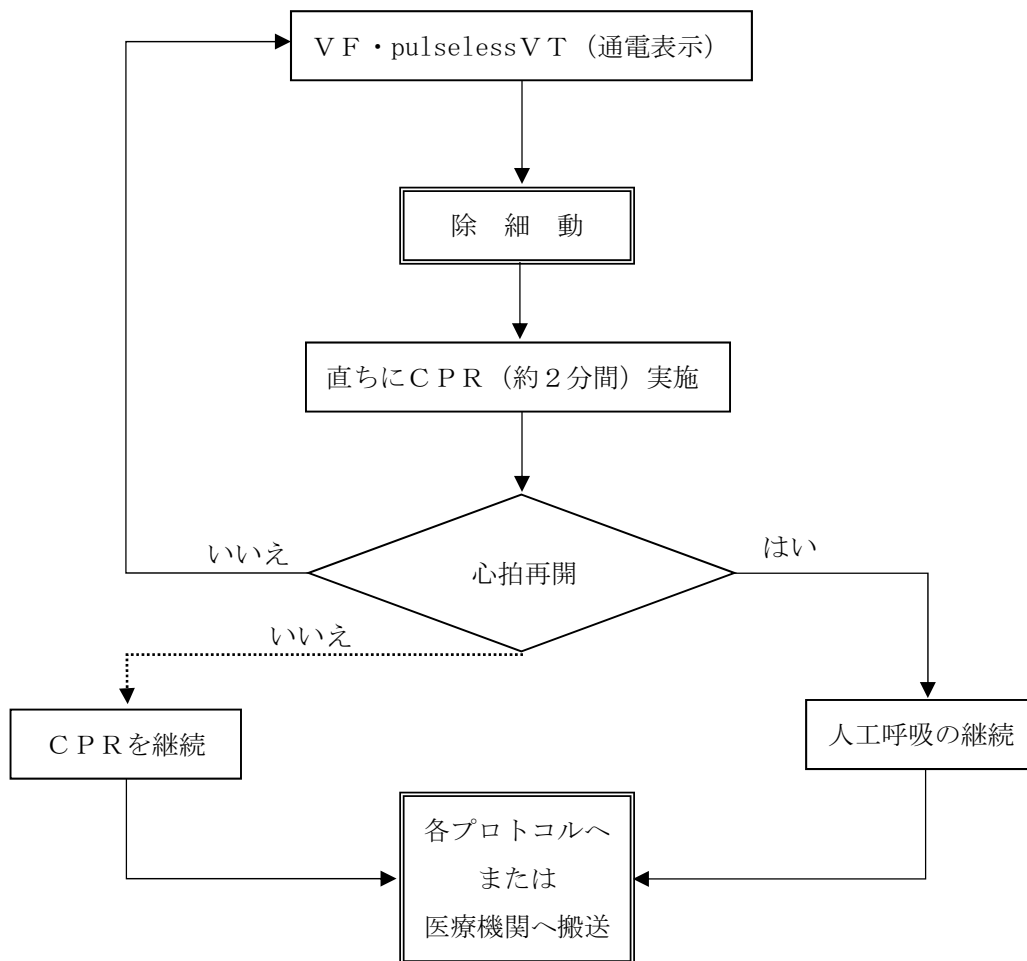 ＶＦ・pulselessＶＴ（通電表示）
除　細　動
直ちにＣＰＲ（約２分間）実施
いいえ
はい
心拍再開
いいえ
ＣＰＲを継続
人工呼吸の継続
各プロトコルへ
または
医療機関へ搬送